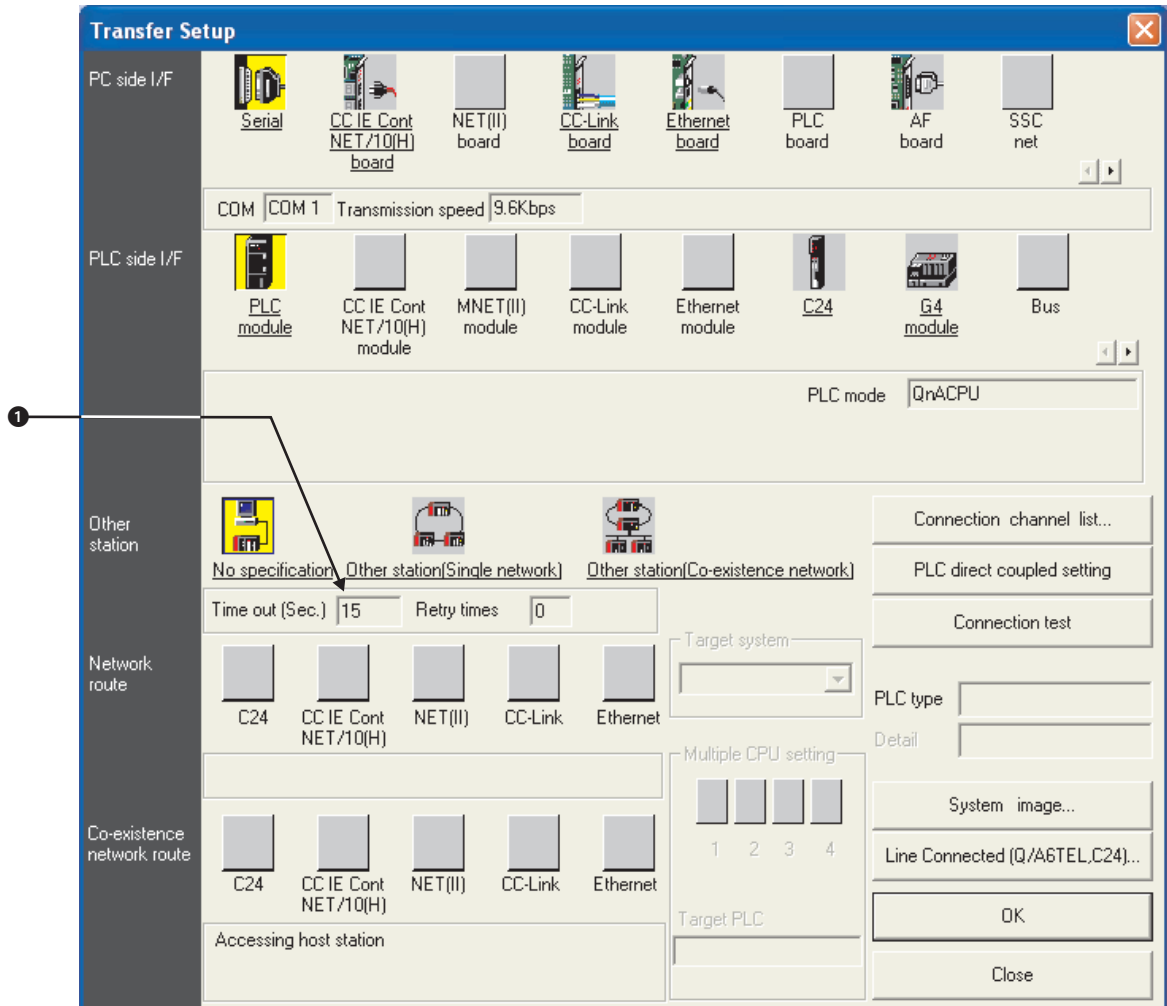 Transfer Setup
PC side I/F
Serial
CC IE Cont
NET/10(H)
board
NET(II)
board
CC-Link
board
Ethernet
board
PLC
board
AF
board
SSC
net
COM COM 1 Transmission speed 9.6Kbps
PLC side I/F
PLC
module
CC IE Cont
NET/10(H)
module
MNET(II)
module
CC-Link
module
Ethernet
module
C24
G4
module
Bus
PLC mode QnACPU
1
Other
station
No specification
Other station(Single network)
Other station(Co-existence network)
Connection channel list...
PLC direct coupled setting
Connection test
Time out (Sec.) 15 Retry times 0
Network
route
C24
CC IE Cont
NET/10(H)
NET(II)
CC-Link
Ethernet
Target system
PLC type
Detail
Multiple CPU setting
1 2 3 4
System image...
Line Connected (Q/A6TEL,C24)...
Co-existence
network route
C24
CC IE Cont
NET/10(H)
NET(II)
CC-Link
Ethernet
Target PLC
Accessing host station
OK
Close